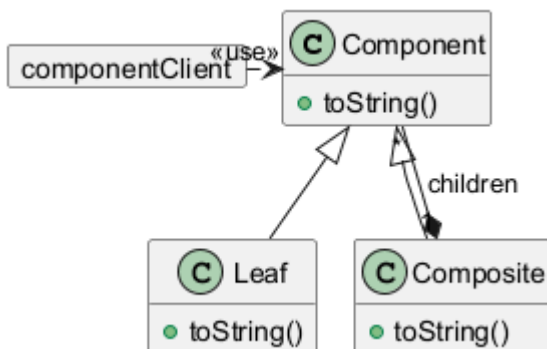 C Component
«use»
componentClient
toString()
children
C Leaf
C Composite
toString()
toString()